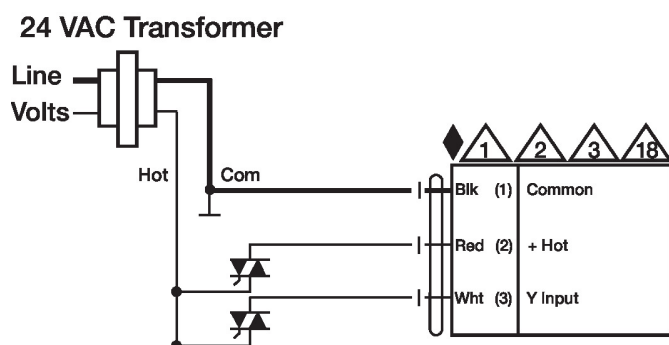 24 VAC Transformer
Line
Volts
Hot
Com
1 2 3 18
Blk (1) Common
Red (2) + Hot
Wht (3) Y Input